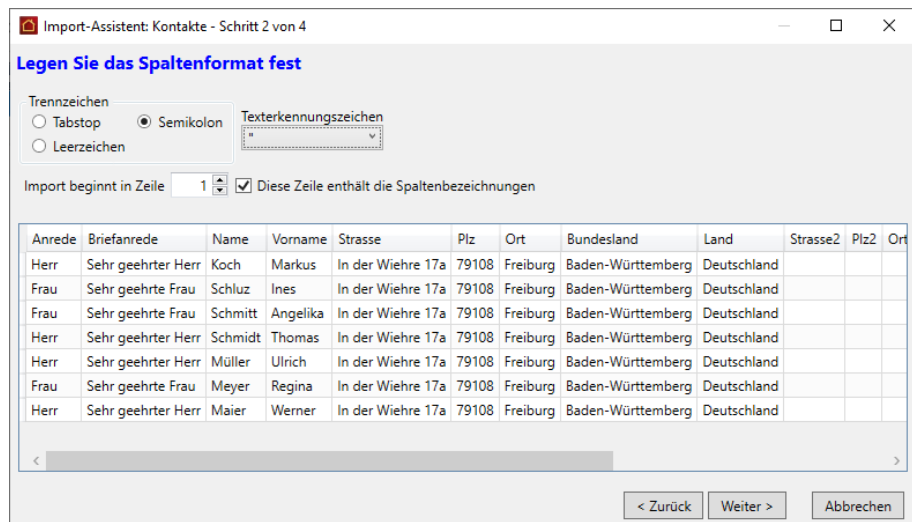 Import-Assistent: Kontakte - Schritt 2 von 4
Legen Sie das Spaltenformat fest
Trennzeichen
Tabstop Semikolon
Leerzeichen
Texterkennungszeichen
"
Import beginnt in Zeile 1 Diese Zeile enthält die Spaltenbezeichnungen
Anrede Briefanrede Name Vorname Strasse Plz Ort Bundesland Land Strasse2 Plz2 Ort
Herr Sehr geehrter Herr Koch Markus In der Wiehre 17a 79108 Freiburg Baden-Württemberg Deutschland
Frau Sehr geehrte Frau Schluz Ines In der Wiehre 17a 79108 Freiburg Baden-Württemberg Deutschland
Frau Sehr geehrte Frau Schmitt Angelika In der Wiehre 17a 79108 Freiburg Baden-Württemberg Deutschland
Herr Sehr geehrter Herr Schmidt Thomas In der Wiehre 17a 79108 Freiburg Baden-Württemberg Deutschland
Herr Sehr geehrter Herr Müller Ulrich In der Wiehre 17a 79108 Freiburg Baden-Württemberg Deutschland
Frau Sehr geehrte Frau Meyer Regina In der Wiehre 17a 79108 Freiburg Baden-Württemberg Deutschland
Herr Sehr geehrter Herr Maier Werner In der Wiehre 17a 79108 Freiburg Baden-Württemberg Deutschland
< Zurück Weiter > Abbrechen